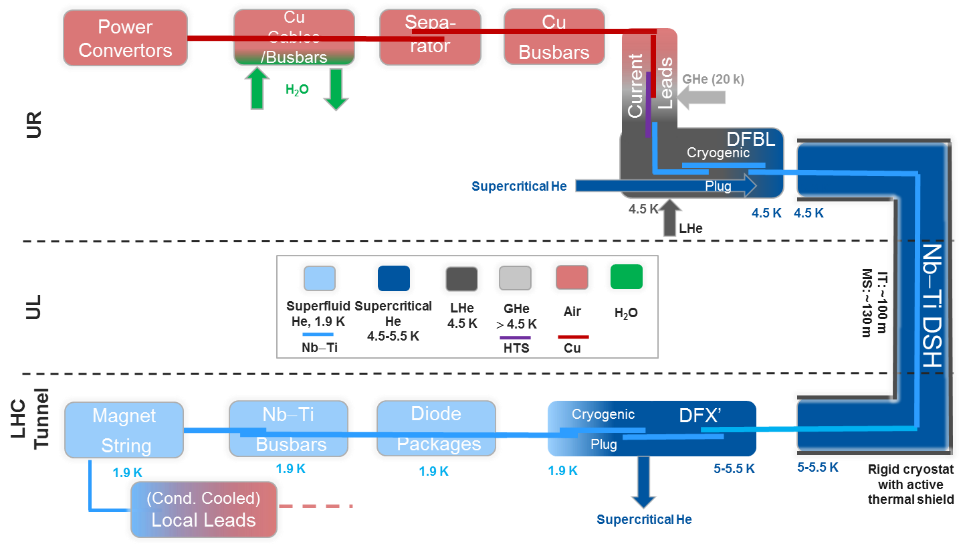 Power
Convertors
Cu
Cables
/Busbars
Sepa-
rator
Cu
Busbars
H2O
Current
Leads
GHe (20 k)
UR
DFBL
Cryogenic
Plug
Supercritical He
4.5 K
LHe
4.5 K
4.5 K
UL
Superfluid
He, 1.9 K
Nb–Ti
Supercritical
He
4.5-5.5 K
LHe
4.5 K
GHe
> 4.5 K
HTS
Air
Cu
H2O
IT:~100 m
MS:~130 m
Nb–Ti DSH
LHC
Tunnel
Magnet
String
1.9 K
Nb–Ti
Busbars
1.9 K
Diode
Packages
1.9 K
Cryogenic
Plug
DFX’
1.9 K
5-5.5 K
5-5.5 K
Rigid cryostat
with active
thermal shield
(Cond. Cooled)
Local Leads
Supercritical He